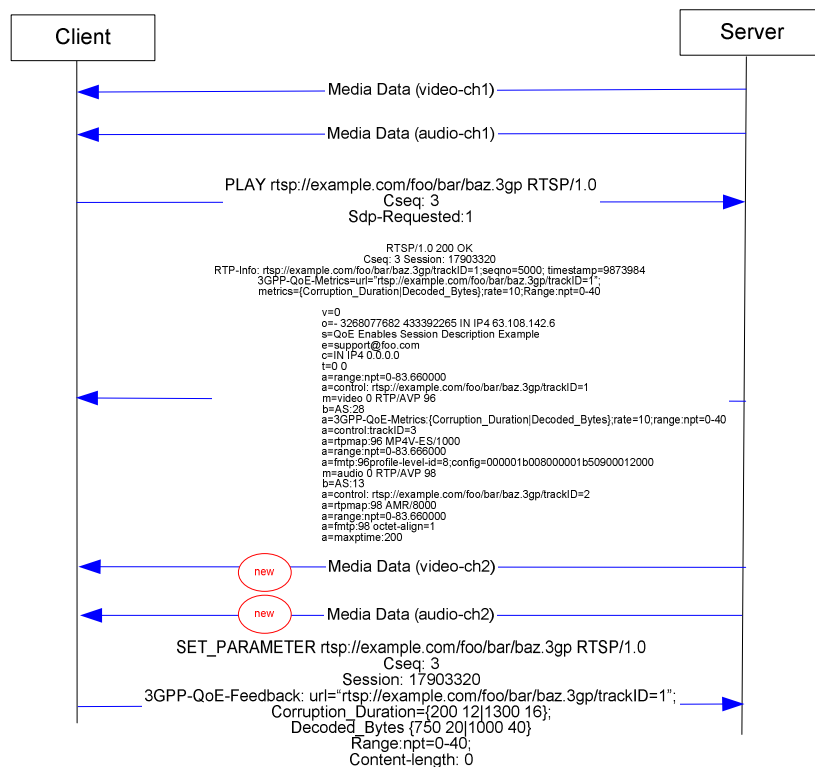 Client
Server
Media Data (video-ch1)
Media Data (audio-ch1)
PLAY rtsp://example.com/foo/bar/baz.3gp RTSP/1.0
Cseq: 3
Sdp-Requested:1
RTSP/1.0 200 OK
Cseq: 3 Session: 17903320
RTP-Info: rtsp://example.com/foo/bar/baz.3gp/trackID=1;seqno=5000; timestamp=9873984
3GPP-QoE-Metrics=url="rtsp://example.com/foo/bar/baz.3gp/trackID=1";
metrics={Corruption_Duration|Decoded_Bytes};rate=10;Range:npt=0-40
v=0
o=- 3268077682 433392265 IN IP4 63.108.142.6
s=QoE Enables Session Description Example
e=support@foo.com
c=IN IP4 0.0.0.0
t=0 0
a=range:npt=0-83.660000
a=control: rtsp://example.com/foo/bar/baz.3gp/trackID=1
m=video 0 RTP/AVP 96
b=AS:28
a=3GPP-QoE-Metrics:{Corruption_Duration|Decoded_Bytes};rate=10;range:npt=0-40
a=control:trackID=3
a=rtpmap:96 MP4V-ES/1000
a=range:npt=0-83.666000
a=fmtp:96profile-level-id=8;config=000001b008000001b50900012000
m=audio 0 RTP/AVP 98
b=AS:13
a=control: rtsp://example.com/foo/bar/baz.3gp/trackID=2
a=rtpmap:98 AMR/8000
a=range:npt=0-83.660000
a=fmtp:98 octet-align=1
a=maxptime:200
new
Media Data (video-ch2)
new
Media Data (audio-ch2)
SET_PARAMETER rtsp://example.com/foo/bar/baz.3gp RTSP/1.0
Cseq: 3
Session: 17903320
3GPP-QoE-Feedback: url=“rtsp://example.com/foo/bar/baz.3gp/trackID=1”;
Corruption_Duration={200 12|1300 16};
Decoded_Bytes {750 20|1000 40}
Range:npt=0-40;
Content-length: 0